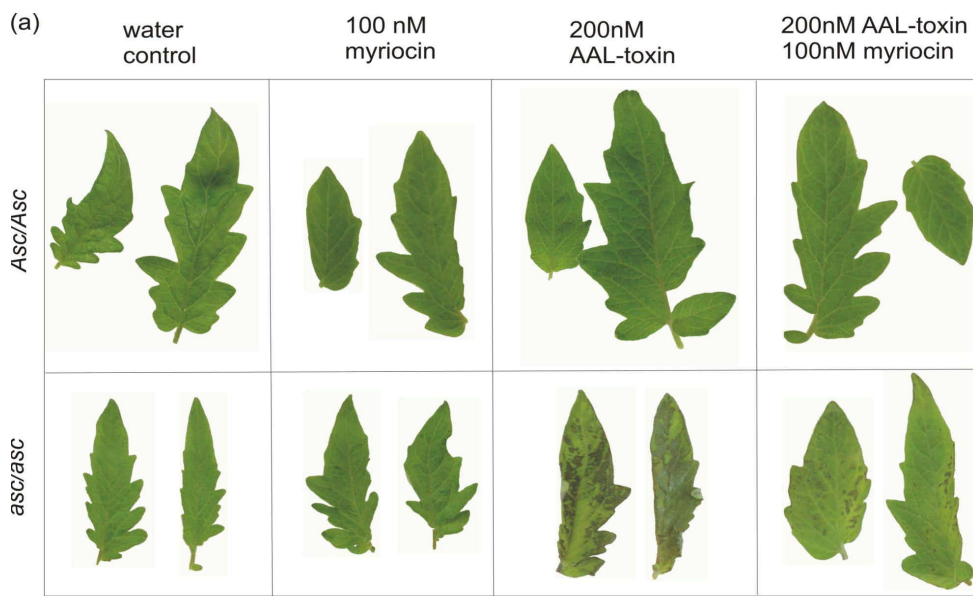 (a)
water
control
100 nM
myriocin
200nM
AAL-toxin
200nM AAL-toxin
100nM myriocin
Asc/Asc
asc/asc